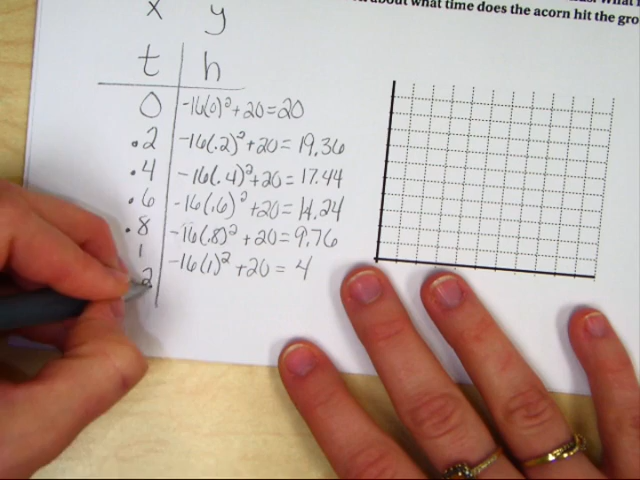 about what time does the acorn hit the gro
x y
t h
0 -16(0)²+20=20
.2 -16(.2)²+20=19.36
.4 -16(.4)²+20=17.44
.6 -16(.6)²+20=14.24
.8 -16(.8)²+20=9.76
1 -16(1)²+20=4
2